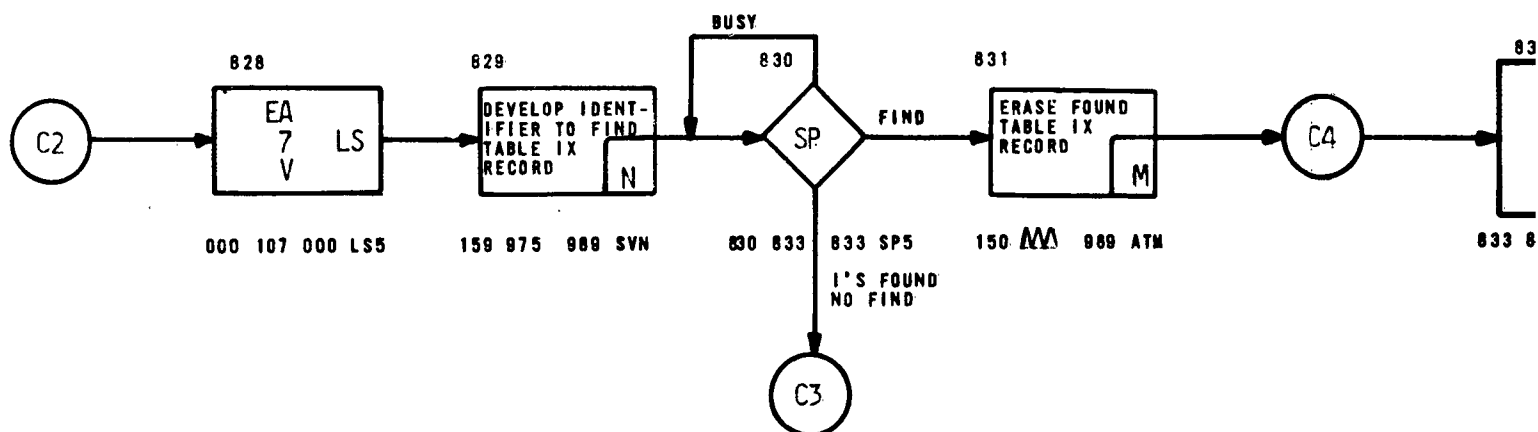 BUSY
828
829
830
831
83
C2
EA
7 LS
V
DEVELOP IDENT-
IFIER TO FIND
TABLE IX
RECORD
N
SP
FIND
ERASE FOUND
TABLE IX
RECORD
M
C4
000 107 000 LS5
159 975 989 SVN
830 833 833 SP5
150 989 ATM
833 8
I'S FOUND
NO FIND
C3